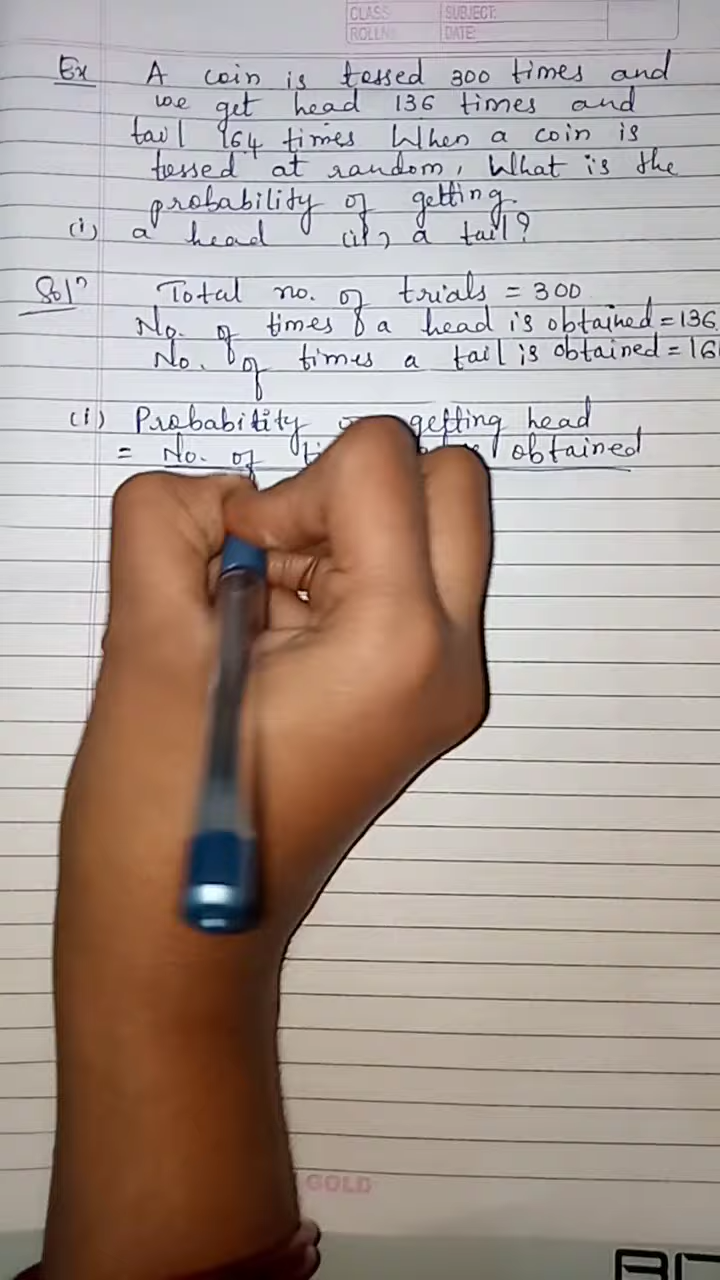 CLASS: SUBJECT:
ROLLN DATE:
Ex A coin is tossed 300 times and
we get head 136 times and
tail 164 times When a coin is
tossed at random, What is the
probability of getting.
(i) a head (ii) a tail?
Solⁿ Total no. of trials = 300
No. of times a head is obtained = 136
No. of times a tail is obtained = 16
(i) Probability getting head
= No. of obtained
GOLD